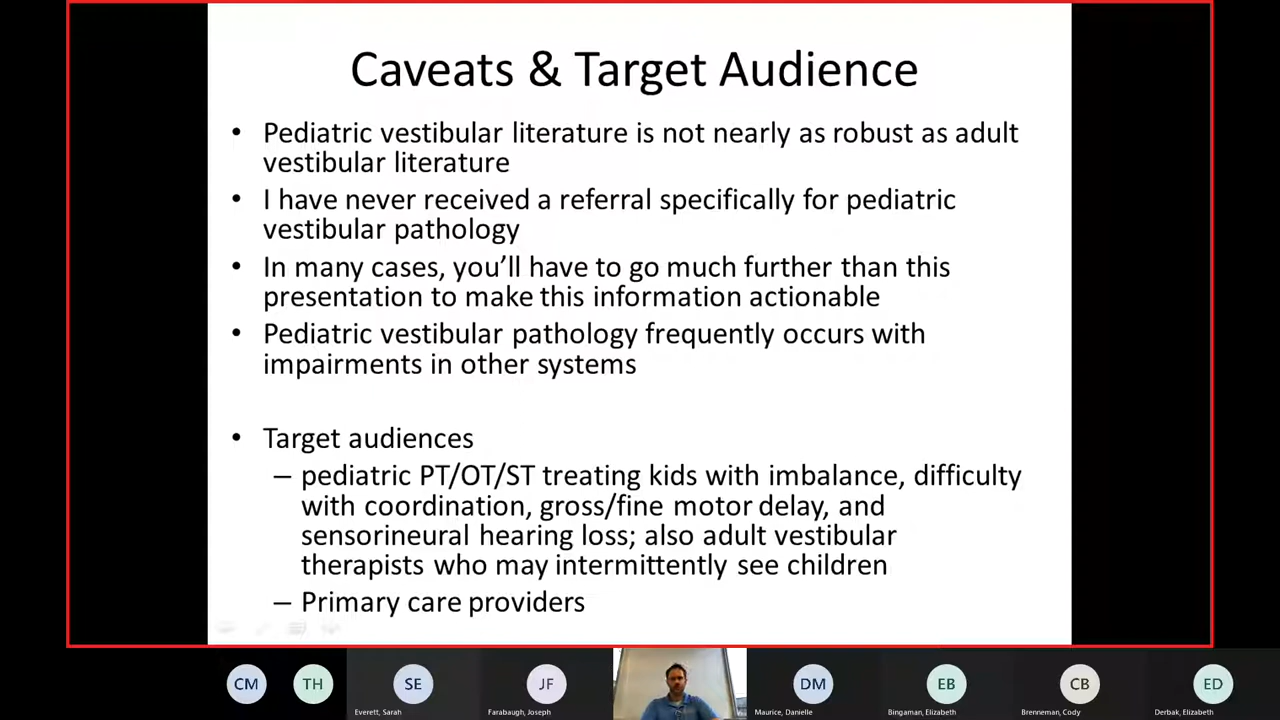 Caveats & Target Audience
• Pediatric vestibular literature is not nearly as robust as adult
vestibular literature
• I have never received a referral specifically for pediatric
vestibular pathology
• In many cases, you’ll have to go much further than this
presentation to make this information actionable
• Pediatric vestibular pathology frequently occurs with
impairments in other systems
• Target audiences
– pediatric PT/OT/ST treating kids with imbalance, difficulty
with coordination, gross/fine motor delay, and
sensorineural hearing loss; also adult vestibular
therapists who may intermittently see children
– Primary care providers
CM TH SE JF DM EB CB ED
Everett, Sarah Farabaugh, Joseph Maurice, Danielle Bingaman, Elizabeth Brenneman, Cody Derbak, Elizabeth